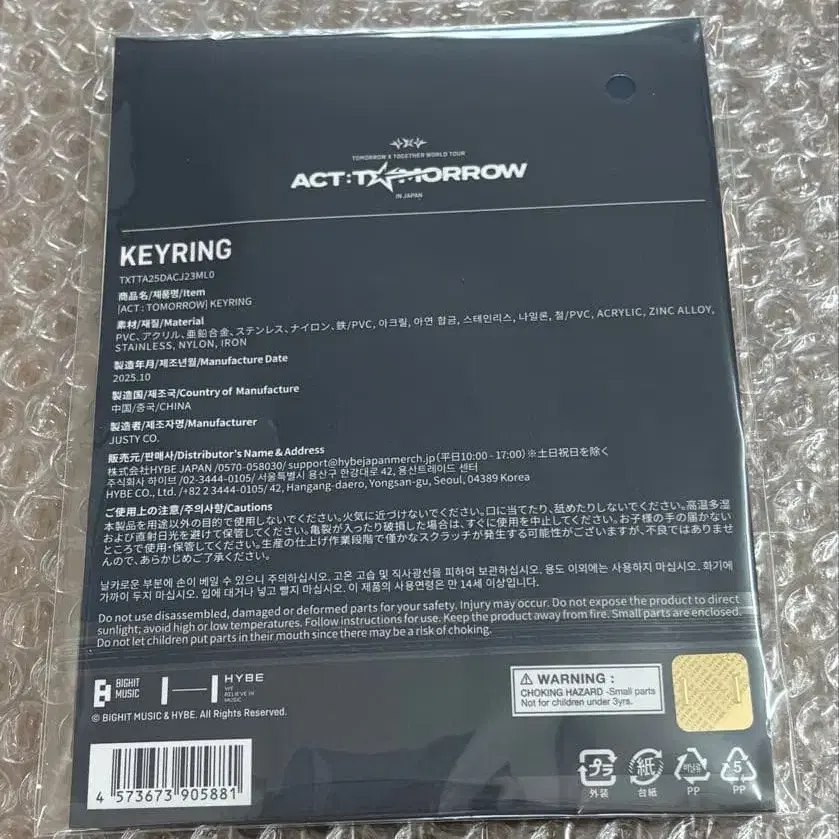 TOMORROW X TOGETHER WORLD TOUR
ACT : TOMORROW
IN JAPAN
KEYRING
TXTTA25DACJ23ML0
商品名/제품명/Item
[ACT : TOMORROW] KEYRING
素材/재질/Material
PVC、アクリル、亜鉛合金、ステンレス、ナイロン、鉄/PVC, 아크릴, 아연 합금, 스테인리스, 나일론, 철/PVC, ACRYLIC, ZINC ALLOY,
STAINLESS, NYLON, IRON
製造年月/제조년월/Manufacture Date
2025.10
製造国/제조국/Country of Manufacture
中国/중국/CHINA
製造者/제조자명/Manufacturer
JUSTY CO.
販売元/판매사/Distributor's Name & Address
株式会社HYBE JAPAN /0570-058030/ support@hybejapanmerch.jp (平日10:00 - 17:00) ※土日祝日を除く
주식회사 하이브 /02-3444-0105/ 서울특별시 용산구 한강대로 42, 용산트레이드 센터
HYBE CO., Ltd. /+82 2 3444-0105/ 42, Hangang-daero, Yongsan-gu, Seoul, 04389 Korea
ご使用上の注意/주의사항/Cautions
本製品を用途以外の目的で使用しないでください。火気に近づけないでください。口に当てたり、舐めたりしないでください。高温多湿
および直射日光を避けて保管してください。亀裂が入ったり破損した場合は、すぐに使用を中止してください。お子様の手の届かない
ところで使用・保管してください。生産の仕上げ作業段階で僅かなスクラッチが発生する可能性がございますが、不良ではありませ
んので、あらかじめご了承ください。
날카로운 부분에 손이 베일 수 있으니 주의하십시오. 고온 고습 및 직사광선을 피하여 보관하십시오. 용도 이외에는 사용하지 마십시오. 화기에
가까이 두지 마십시오. 입에 대거나 넣고 빨지 마십시오. 이 제품의 사용연령은 만 14세 이상입니다.
Do not use disassembled, damaged or deformed parts for your safety. Injury may occur. Do not expose the product to direct
sunlight; avoid high or low temperatures. Follow instructions for use. Keep the product away from fire. Small parts are enclosed.
Do not let children put parts in their mouth since there may be a risk of choking.
BIGHIT
MUSIC
HYBE
WE
BELIEVE IN
MUSIC
© BIGHIT MUSIC & HYBE. All Rights Reserved.
WARNING :
CHOKING HAZARD -Small parts
Not for children under 3yrs.
4 573673 905881
プラ
外装
紙
台紙
비닐류
PP
5
PP